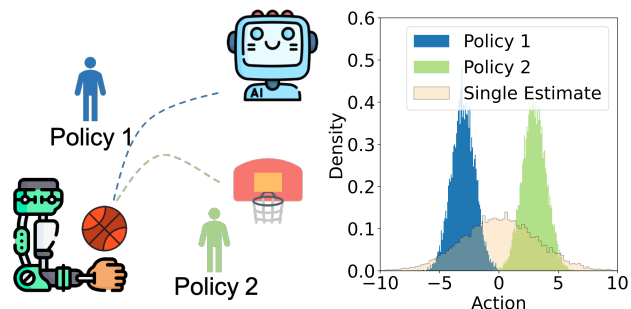 Policy 1
AI
Policy 2
0.6
0.5
0.4
0.3
0.2
0.1
0.0
Density
Policy 1
Policy 2
Single Estimate
−10
−5
0
5
10
Action